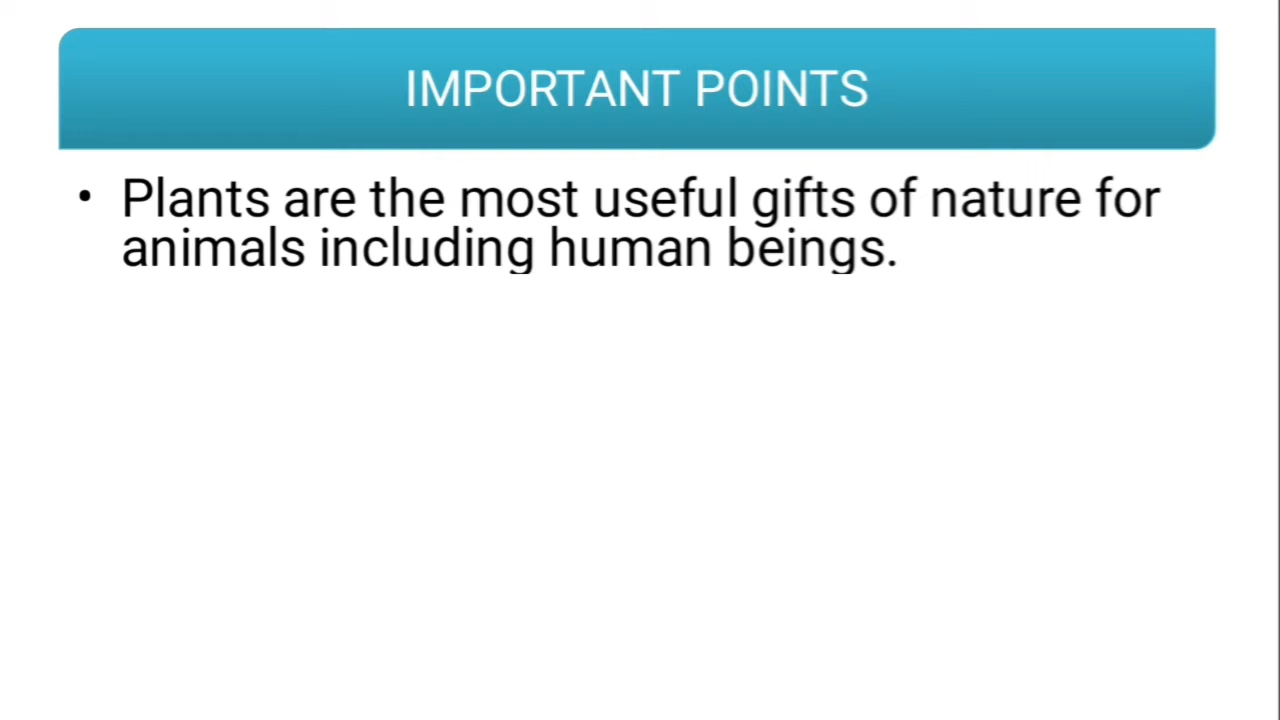 IMPORTANT POINTS
• Plants are the most useful gifts of nature for
animals including human beings.